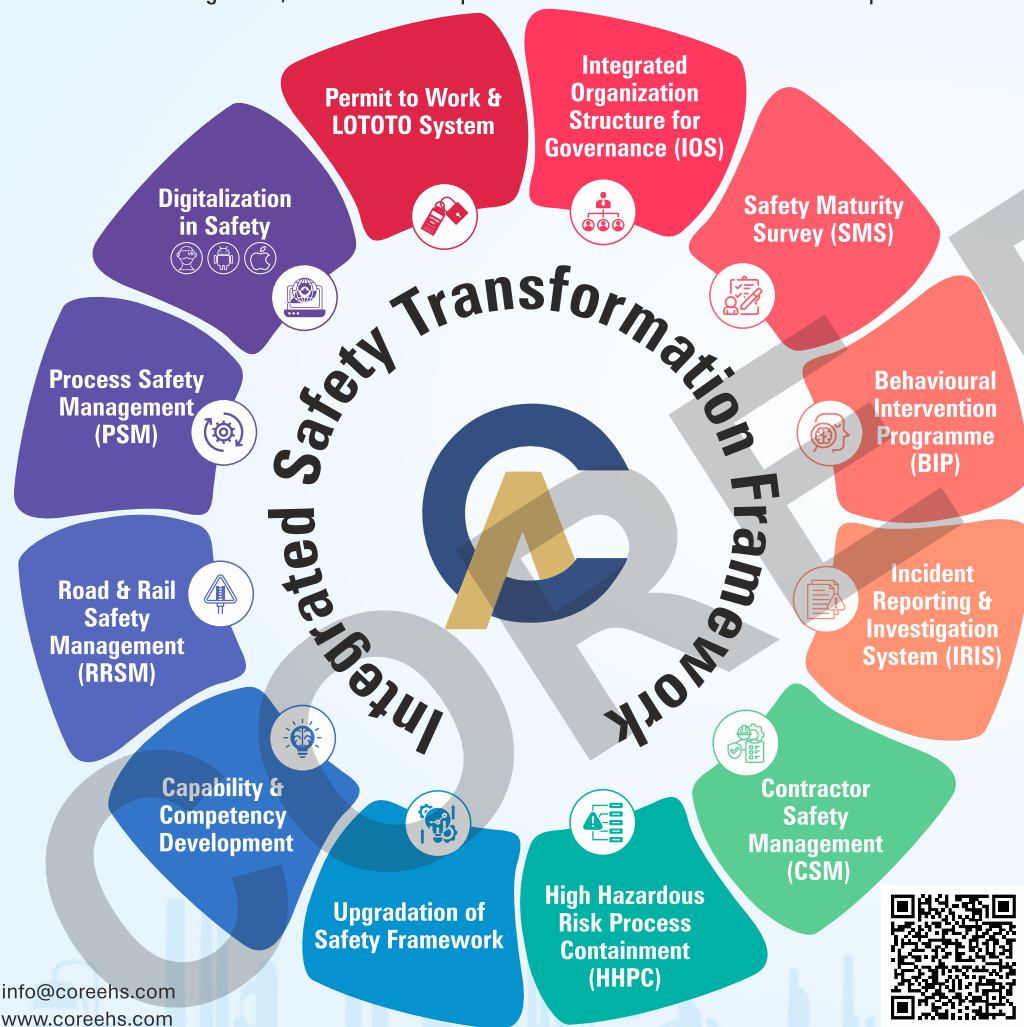 Permit to Work &
LOTOTO System
Integrated
Organization
Structure for
Governance (IOS)
Safety Maturity
Survey (SMS)
Behavioural
Intervention
Programme
(BIP)
Incident
Reporting &
Investigation
System (IRIS)
Contractor
Safety
Management
(CSM)
High Hazardous
Risk Process
Containment
(HHPC)
Upgradation of
Safety Framework
Capability &
Competency
Development
Road & Rail
Safety
Management
(RRSM)
Process Safety
Management
(PSM)
Digitalization
in Safety
Integrated Safety Transformation Framework
CORE
info@coreehs.com
www.coreehs.com